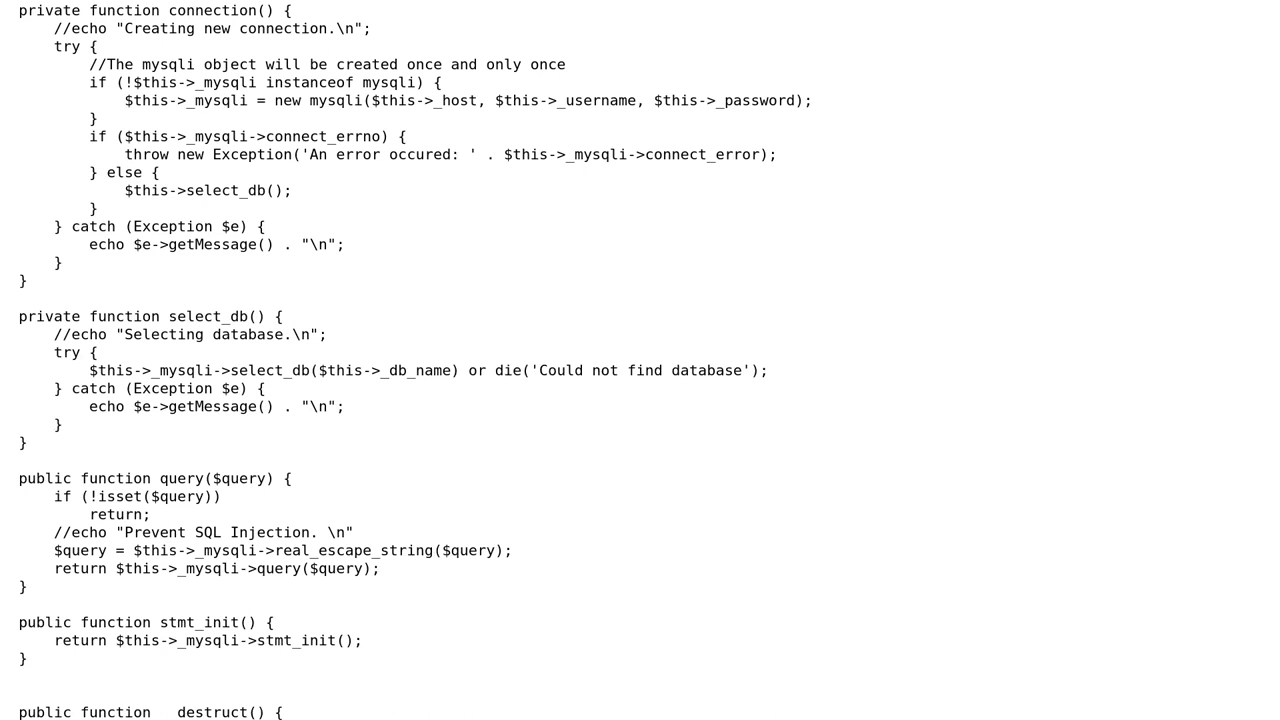 private function connection() {
    //echo "Creating new connection.\n";
    try {
        //The mysqli object will be created once and only once
        if (!$this->_mysqli instanceof mysqli) {
            $this->_mysqli = new mysqli($this->_host, $this->_username, $this->_password);
        }
        if ($this->_mysqli->connect_errno) {
            throw new Exception('An error occured: ' . $this->_mysqli->connect_error);
        } else {
            $this->select_db();
        }
    } catch (Exception $e) {
        echo $e->getMessage() . "\n";
    }
}

private function select_db() {
    //echo "Selecting database.\n";
    try {
        $this->_mysqli->select_db($this->_db_name) or die('Could not find database');
    } catch (Exception $e) {
        echo $e->getMessage() . "\n";
    }
}

public function query($query) {
    if (!isset($query))
        return;
    //echo "Prevent SQL Injection. \n"
    $query = $this->_mysqli->real_escape_string($query);
    return $this->_mysqli->query($query);
}

public function stmt_init() {
    return $this->_mysqli->stmt_init();
}


public function   destruct() {